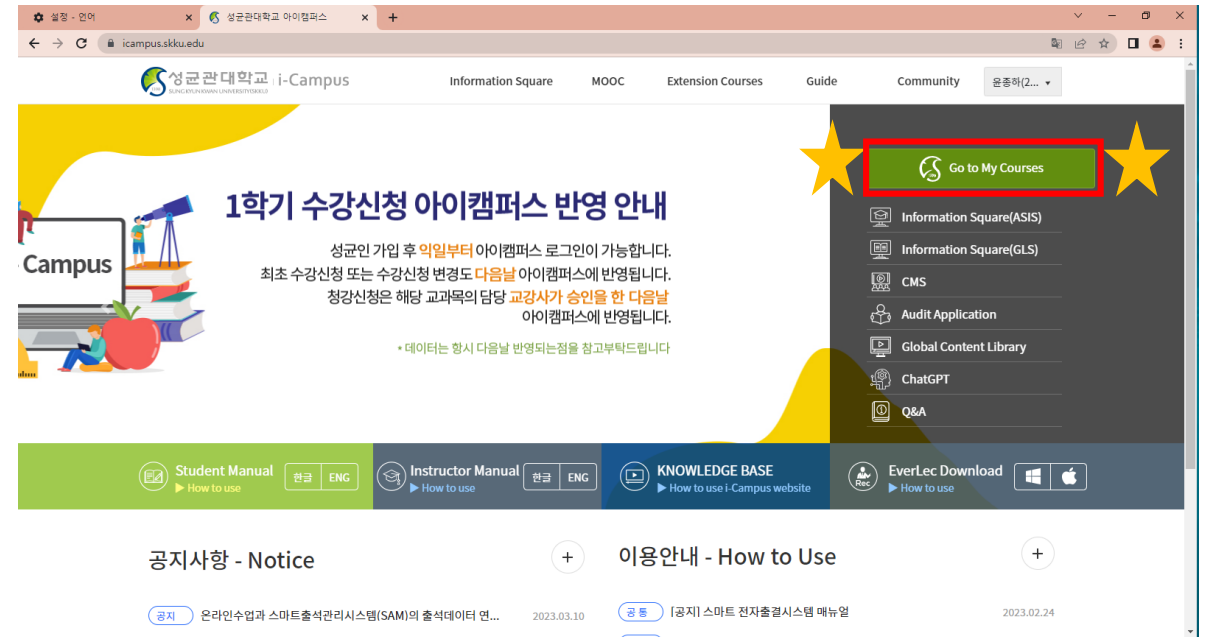 설정 - 언어
성균관대학교 아이캠퍼스
icampus.skku.edu
성균관대학교 i-Campus
SUNG KYUN KWAN UNIVERSITY(SKKU)
Information Square
MOOC
Extension Courses
Guide
Community
윤종하(2...
Go to My Courses
Information Square(ASIS)
Information Square(GLS)
CMS
Audit Application
Global Content Library
ChatGPT
Q&A
Campus
1학기 수강신청 아이캠퍼스 반영 안내
성균인 가입 후 익일부터 아이캠퍼스 로그인이 가능합니다.
최초 수강신청 또는 수강신청 변경도 다음날 아이캠퍼스에 반영됩니다.
청강신청은 해당 교과목의 담당 교강사가 승인을 한 다음날
아이캠퍼스에 반영됩니다.
* 데이터는 항시 다음날 반영되는점을 참고부탁드립니다
Student Manual
How to use
한글 ENG
Instructor Manual
How to use
한글 ENG
KNOWLEDGE BASE
How to use i-Campus website
Rec
EverLec Download
How to use
공지사항 - Notice
+
공지 온라인수업과 스마트출석관리시스템(SAM)의 출석데이터 연... 2023.03.10
이용안내 - How to Use
+
공통 [공지] 스마트 전자출결시스템 매뉴얼 2023.02.24